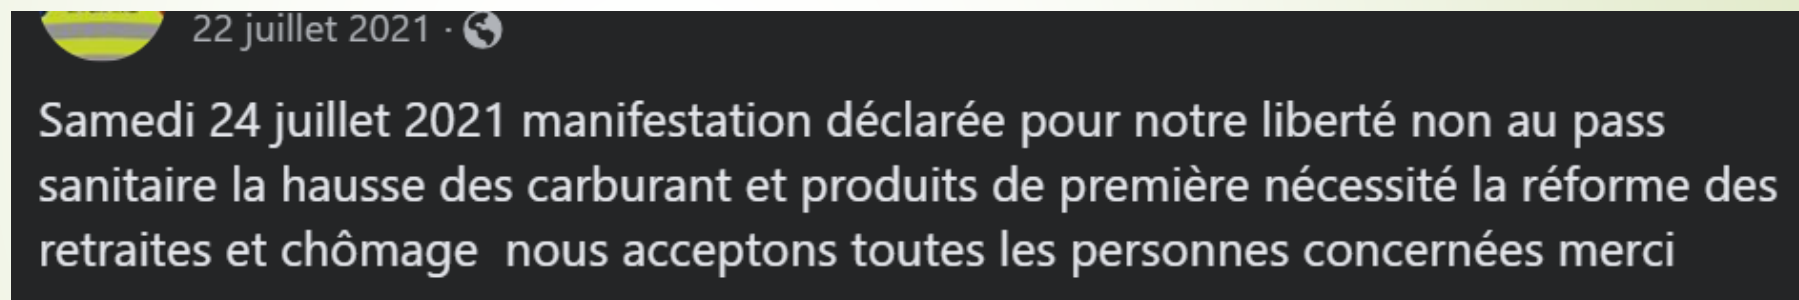 22 juillet 2021 ·
Samedi 24 juillet 2021 manifestation déclarée pour notre liberté non au pass
sanitaire la hausse des carburant et produits de première nécessité la réforme des
retraites et chômage  nous acceptons toutes les personnes concernées merci